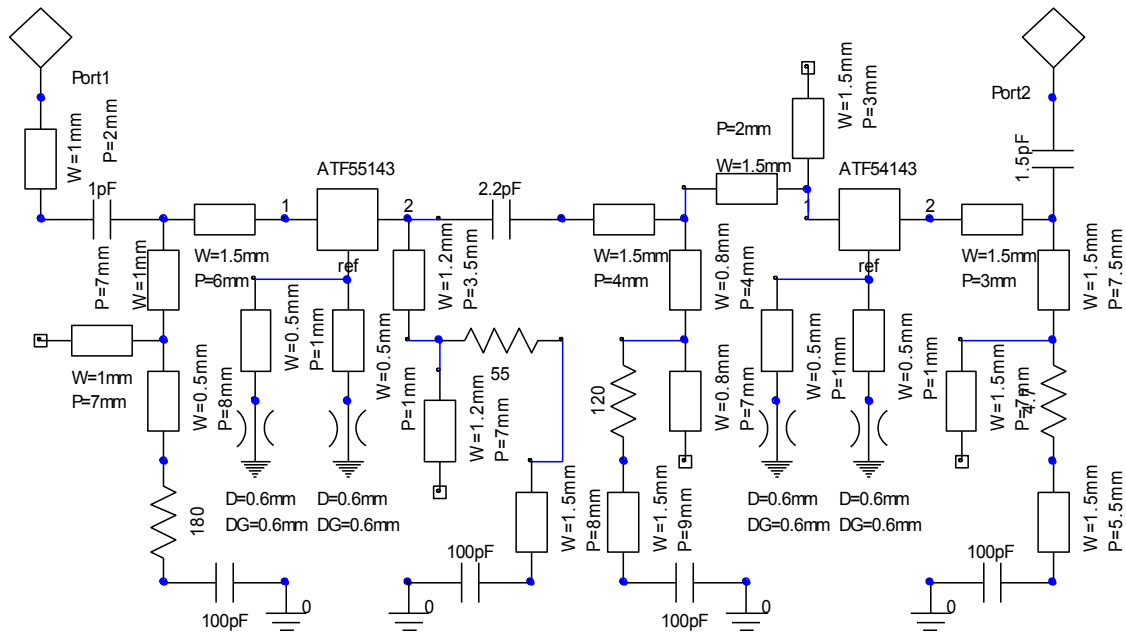 Port1
W=1mm
P=2mm
1pF
W=1.5mm
P=6mm
1
ATF55143
2
ref
2.2pF
W=1.5mm
P=4mm
P=2mm
W=1.5mm
W=1.5mm
P=3mm
ATF54143
1
2
ref
Port2
1.5pF
W=1.5mm
P=3mm
P=7mm
W=1mm
W=1mm
P=7mm
W=0.5mm
P=8mm
W=0.5mm
P=1mm
W=0.5mm
P=1mm
W=1.2mm
P=3.5mm
55
W=1.2mm
P=7mm
W=0.8mm
P=4mm
120
W=0.8mm
P=7mm
W=0.5mm
P=1mm
W=0.5mm
P=1mm
W=1.5mm
P=7.5mm
W=1.5mm
P=7mm
4.7
180
D=0.6mm
DG=0.6mm
D=0.6mm
DG=0.6mm
W=1.5mm
P=8mm
W=1.5mm
P=9mm
D=0.6mm
DG=0.6mm
D=0.6mm
DG=0.6mm
W=1.5mm
P=5.5mm
100pF
0
100pF
0
100pF
0
100pF
0